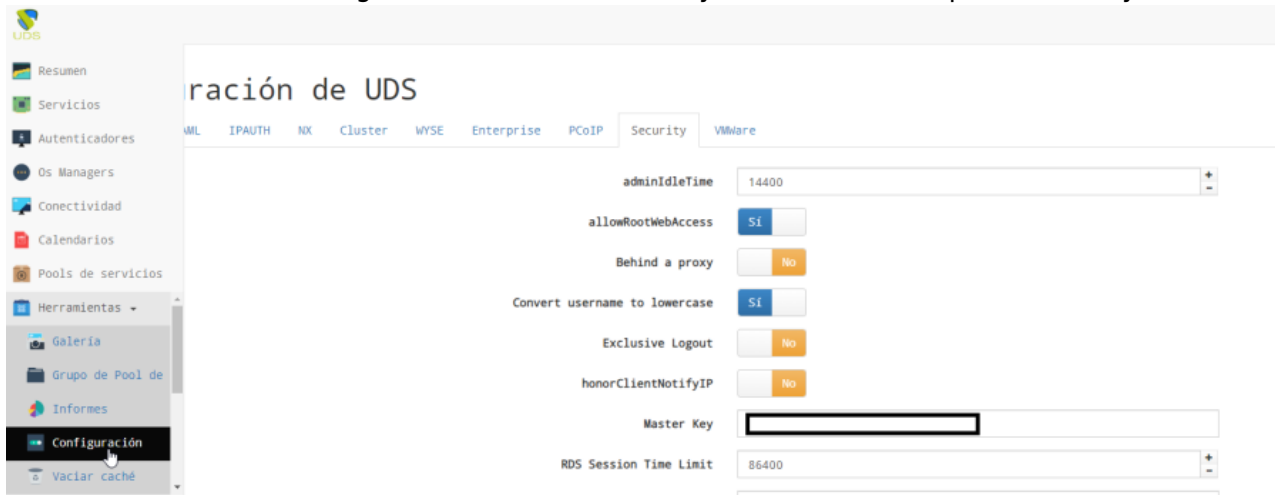 UDS
Resumen
Servicios
Autenticadores
Os Managers
Conectividad
Calendarios
Pools de servicios
Herramientas
Galería
Grupo de Pool de
Informes
Configuración
Vaciar caché
ración de UDS
AML IPAUTH NX Cluster WYSE Enterprise PCoIP Security VMWare
adminIdleTime 14400 + -
allowRootWebAccess Sí
Behind a proxy No
Convert username to lowercase Sí
Exclusive Logout No
honorClientNotifyIP No
Master Key
RDS Session Time Limit 86400 + -